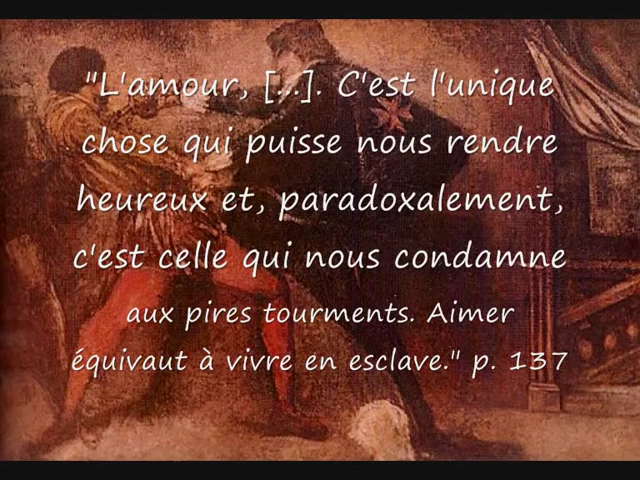 "L'amour, [...]. C'est l'unique
chose qui puisse nous rendre
heureux et, paradoxalement,
c'est celle qui nous condamne
aux pires tourments. Aimer
équivaut à vivre en esclave." p. 137